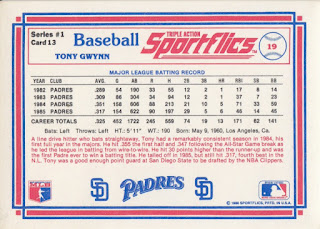 Series #1
Card 13
Baseball
TONY GWYNN
TRIPLE ACTION
Sportflics
19
MAJOR LEAGUE BATTING RECORD
YEAR CLUB AVG. G AB R H 2B 3B HR RBI SB BB
1982 PADRES .289 54 190 33 55 12 2 1 17 8 14
1983 PADRES .309 86 304 34 94 12 2 1 37 7 23
1984 PADRES .351 158 606 88 213 21 10 5 71 33 59
1985 PADRES .317 154 622 90 197 29 5 6 46 14 45
CAREER TOTALS .325 452 1722 245 559 74 19 13 171 62 141
Bats: Left Throws: Left HT.: 5'11" WT.: 190 Born: May 9, 1960, Los Angeles, Ca.
A line drive hitter who bats straightaway, Tony had a remarkably consistent season in 1984, his
first full year in the majors. He hit .355 the first half and .347 following the All-Star Game break as
he led the league in batting from wire-to-wire. He hit 30 points higher than the runner-up and was
the first Padre ever to win a batting title. He tailed off in 1985, but still hit .317, fourth best in the
N.L. Tony was a good enough point guard at San Diego State to be drafted by the NBA Clippers.
SD
PADRES
SD